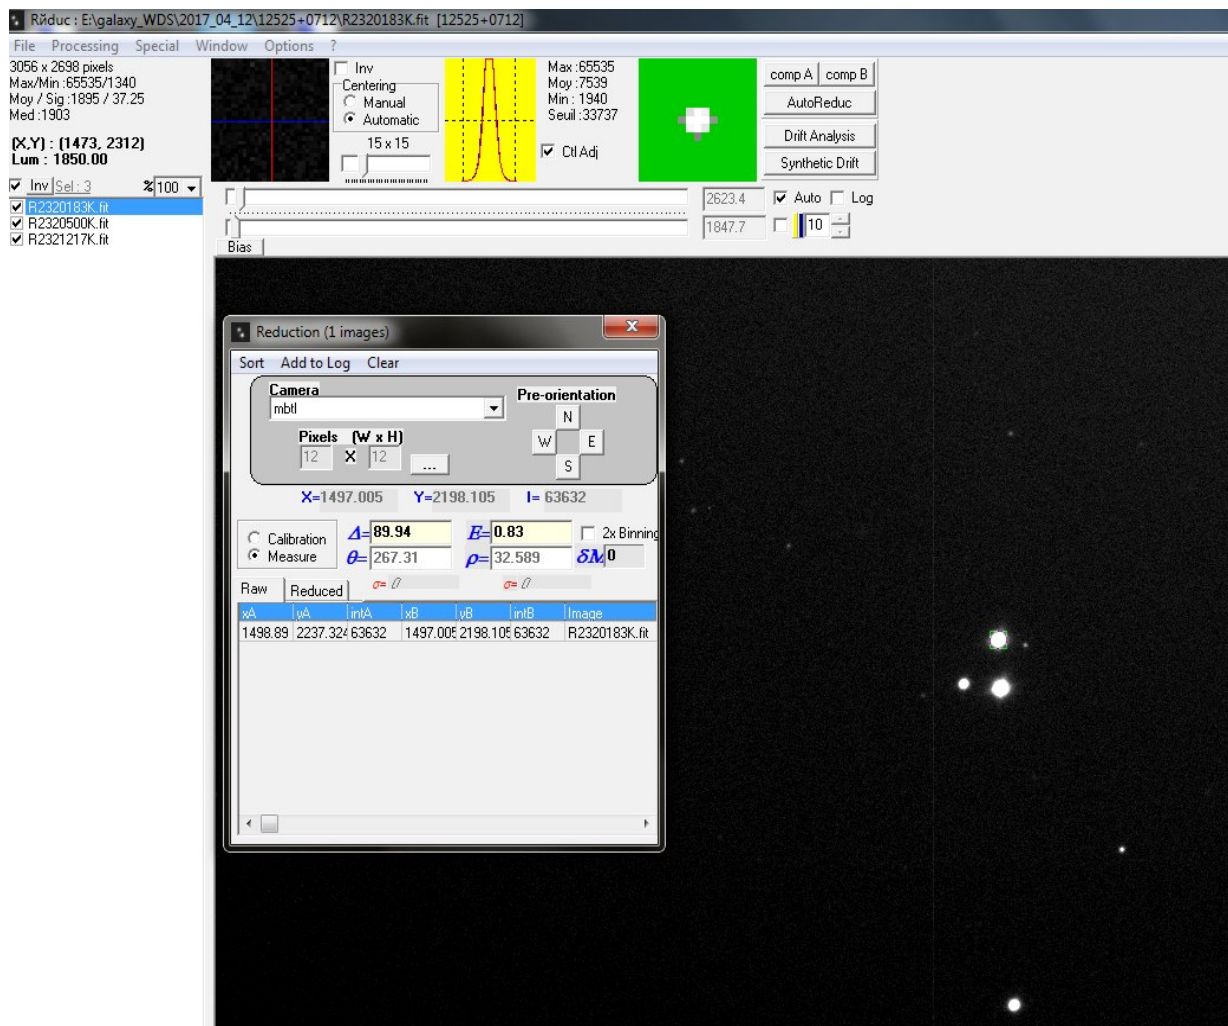 Rйduc : E:\galaxy_WDS\2017_04_12\12525+0712\R2320183K.fit [12525+0712]
File Processing Special Window Options ?
3056 x 2698 pixels
Max/Min :65535/1340
Moy / Sig :1895 / 37.25
Med :1903
(X,Y) : (1473, 2312)
Lum : 1850.00
Inv Sel : 3 % 100
R2320183K.fit
R2320500K.fit
R2321217K.fit
Inv
Centering
Manual
Automatic
15 x 15
Max :65535
Moy :7539
Min : 1940
Seuil :33737
Ctl Adj
comp A comp B
AutoReduc
Drift Analysis
Synthetic Drift
2623.4 Auto Log
1847.7 10
Bias
Reduction (1 images)
Sort Add to Log Clear
Camera
mbtl
Pixels (W x H)
12 X 12 ...
Pre-orientation
N
W E
S
X=1497.005 Y=2198.105 I= 63632
Calibration
Measure
Δ= 89.94 E= 0.83 2x Binning
θ= 267.31 ρ= 32.589 δM 0
σ= 0 σ= 0
Raw Reduced
xA yA intA xB yB intB Image
1498.89 2237.324 63632 1497.005 2198.105 63632 R2320183K.fit